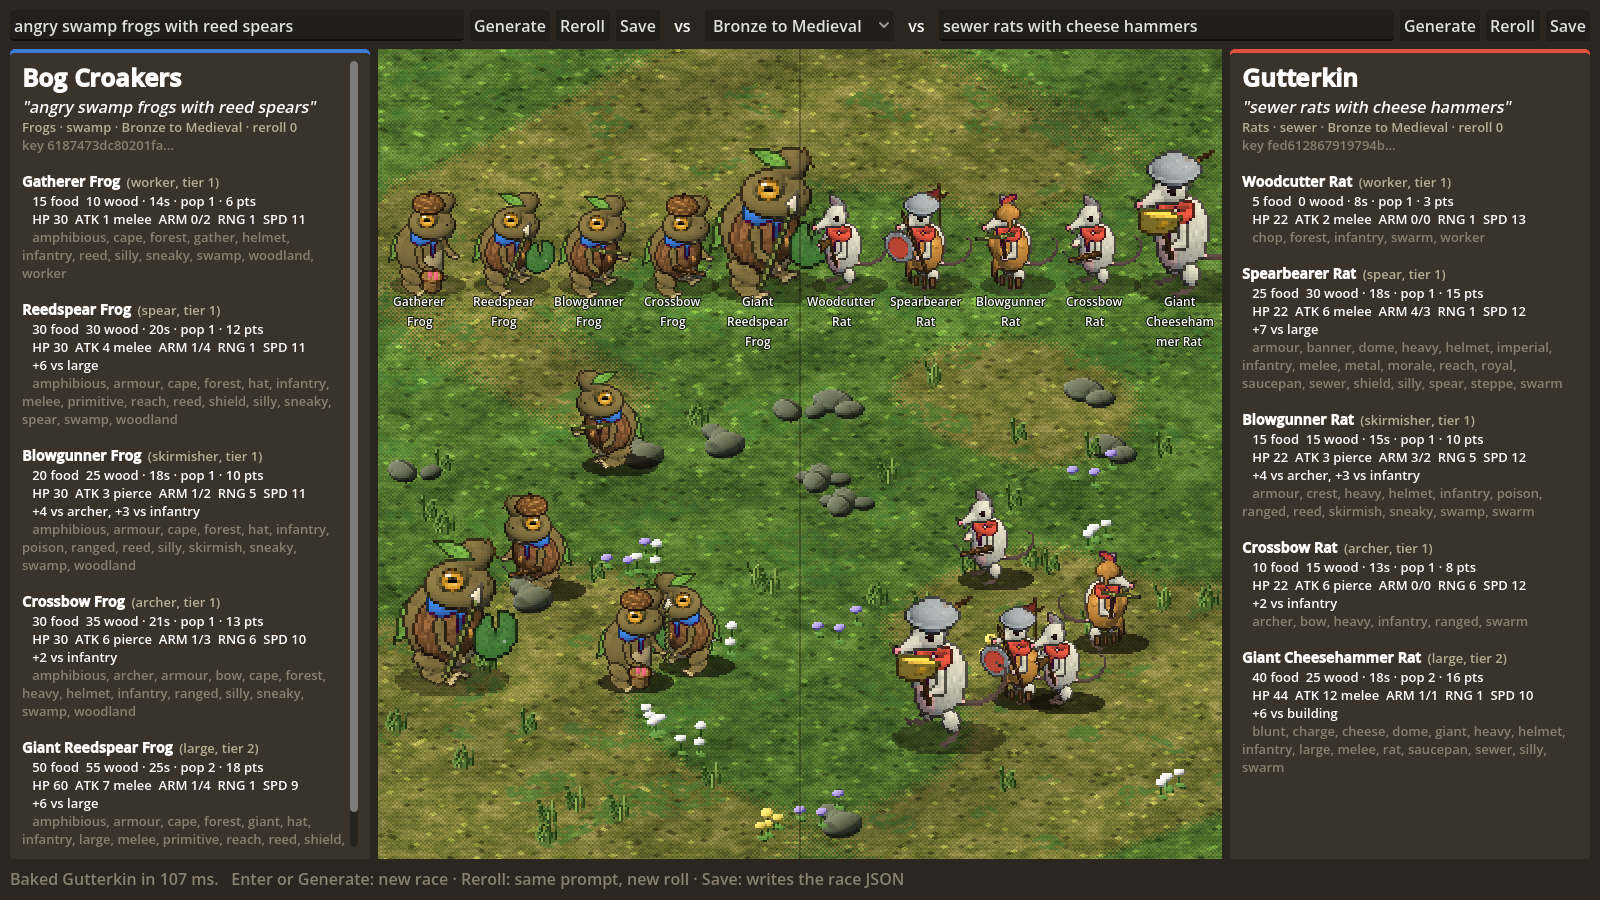 angry swamp frogs with reed spears
Generate
Reroll
Save
vs
Bronze to Medieval
vs
sewer rats with cheese hammers
Generate
Reroll
Save
Bog Croakers
"angry swamp frogs with reed spears"
Frogs · swamp · Bronze to Medieval · reroll 0
key 6187473dc80201fa...
Gatherer Frog (worker, tier 1)
15 food 10 wood · 14s · pop 1 · 6 pts
HP 30 ATK 1 melee ARM 0/2 RNG 1 SPD 11
amphibious, cape, forest, gather, helmet,
infantry, reed, silly, sneaky, swamp, woodland,
worker
Reedspear Frog (spear, tier 1)
30 food 30 wood · 20s · pop 1 · 12 pts
HP 30 ATK 4 melee ARM 1/4 RNG 1 SPD 11
+6 vs large
amphibious, armour, cape, forest, hat, infantry,
melee, primitive, reach, reed, shield, silly, sneaky,
spear, swamp, woodland
Blowgunner Frog (skirmisher, tier 1)
20 food 25 wood · 18s · pop 1 · 10 pts
HP 30 ATK 3 pierce ARM 1/2 RNG 5 SPD 11
+4 vs archer, +3 vs infantry
amphibious, armour, cape, forest, hat, infantry,
poison, ranged, reed, silly, skirmish, sneaky,
swamp, woodland
Crossbow Frog (archer, tier 1)
30 food 35 wood · 21s · pop 1 · 13 pts
HP 30 ATK 6 pierce ARM 1/3 RNG 6 SPD 10
+2 vs infantry
amphibious, archer, armour, bow, cape, forest,
heavy, helmet, infantry, ranged, silly, sneaky,
swamp, woodland
Giant Reedspear Frog (large, tier 2)
50 food 55 wood · 25s · pop 2 · 18 pts
HP 60 ATK 7 melee ARM 1/4 RNG 1 SPD 9
+6 vs large
amphibious, armour, cape, forest, giant, hat,
infantry, large, melee, primitive, reach, reed, shield,
Gatherer
Frog
Reedspear
Frog
Blowgunner
Frog
Crossbow
Frog
Giant
Reedspear
Frog
Woodcutter
Rat
Spearbearer
Rat
Blowgunner
Rat
Crossbow
Rat
Giant
Cheeseham
mer Rat
Gutterkin
"sewer rats with cheese hammers"
Rats · sewer · Bronze to Medieval · reroll 0
key fed612867919794b...
Woodcutter Rat (worker, tier 1)
5 food 0 wood · 8s · pop 1 · 3 pts
HP 22 ATK 2 melee ARM 0/0 RNG 1 SPD 13
chop, forest, infantry, swarm, worker
Spearbearer Rat (spear, tier 1)
25 food 30 wood · 18s · pop 1 · 15 pts
HP 22 ATK 6 melee ARM 4/3 RNG 1 SPD 12
+7 vs large
armour, banner, dome, heavy, helmet, imperial,
infantry, melee, metal, morale, reach, royal,
saucepan, sewer, shield, silly, spear, steppe, swarm
Blowgunner Rat (skirmisher, tier 1)
15 food 15 wood · 15s · pop 1 · 10 pts
HP 22 ATK 3 pierce ARM 3/2 RNG 5 SPD 12
+4 vs archer, +3 vs infantry
armour, crest, heavy, helmet, infantry, poison,
ranged, reed, skirmish, sneaky, swamp, swarm
Crossbow Rat (archer, tier 1)
10 food 15 wood · 13s · pop 1 · 8 pts
HP 22 ATK 6 pierce ARM 0/0 RNG 6 SPD 12
+2 vs infantry
archer, bow, heavy, infantry, ranged, swarm
Giant Cheesehammer Rat (large, tier 2)
40 food 25 wood · 18s · pop 2 · 16 pts
HP 44 ATK 12 melee ARM 1/1 RNG 1 SPD 10
+6 vs building
blunt, charge, cheese, dome, giant, heavy, helmet,
infantry, large, melee, rat, saucepan, sewer, silly,
swarm
Baked Gutterkin in 107 ms. Enter or Generate: new race · Reroll: same prompt, new roll · Save: writes the race JSON